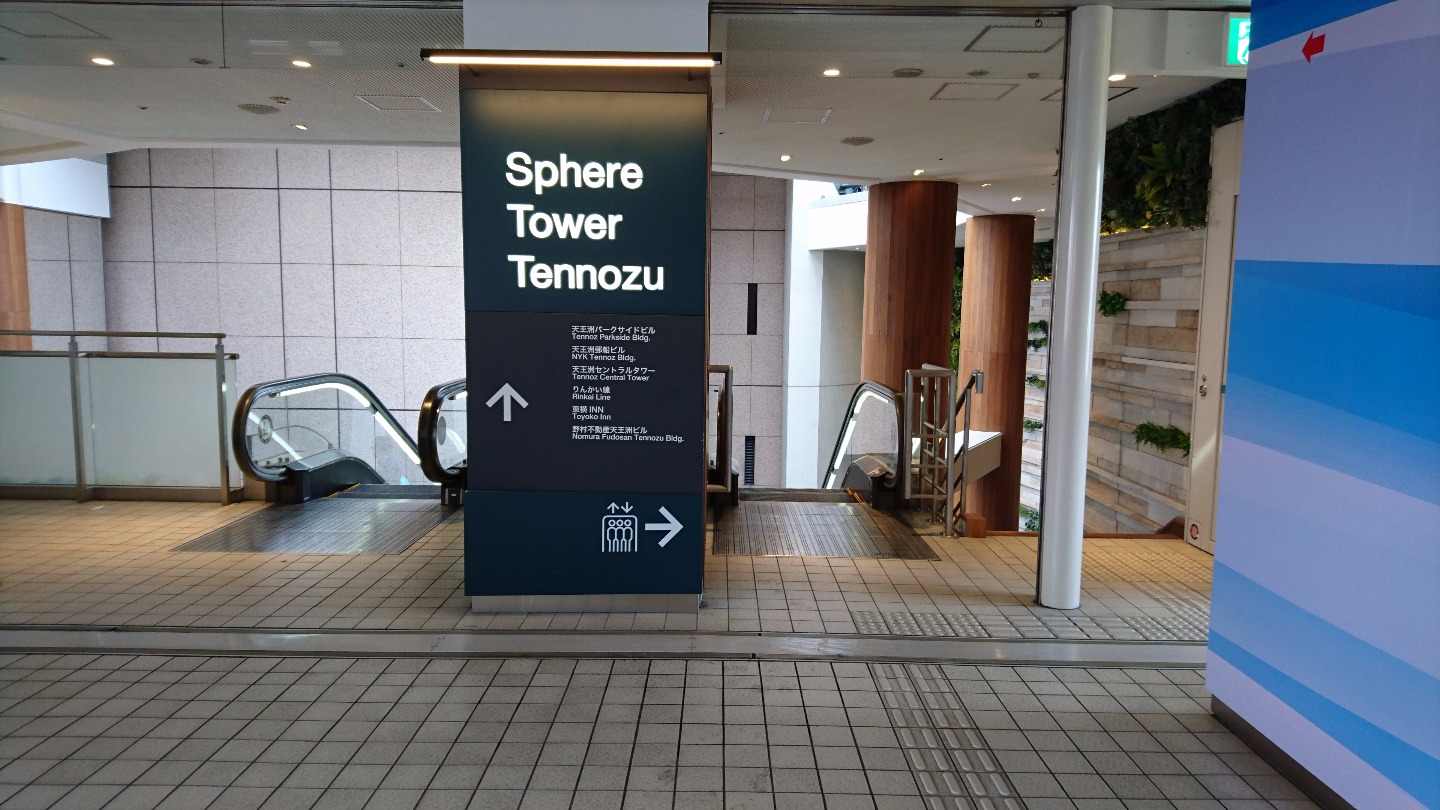 Sphere
Tower
Tennozu
天王洲パークサイドビル
Tennoz Parkside Bldg.
天王洲郵船ビル
NYK Tennoz Bldg.
天王洲セントラルタワー
Tennoz Central Tower
りんかい線
Rinkai Line
東横 INN
Toyoko Inn
野村不動産天王洲ビル
Nomura Fudosan Tennozu Bldg.